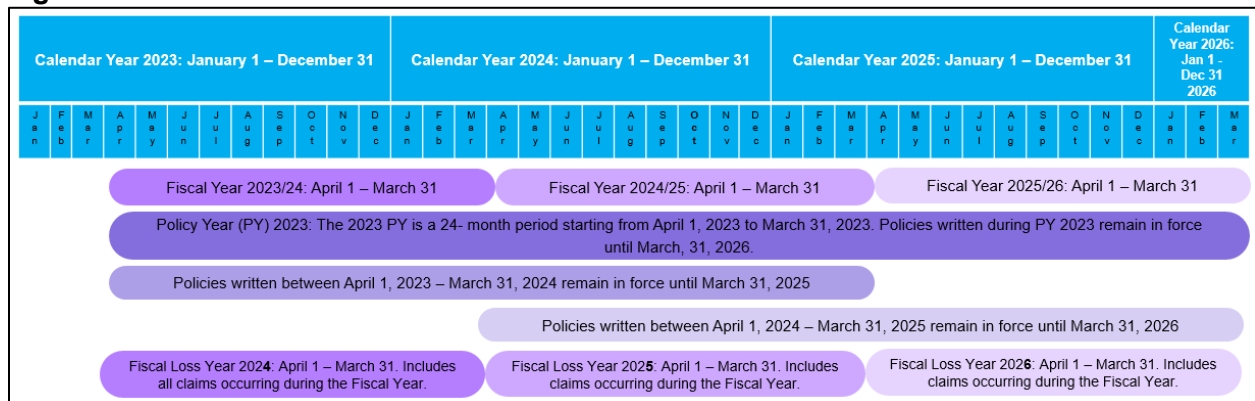 Calendar Year 2023: January 1 – December 31
Calendar Year 2024: January 1 – December 31
Calendar Year 2025: January 1 – December 31
Calendar
Year 2026:
Jan 1 -
Dec 31
2026
Jan Feb Mar Apr May Jun Jul Aug Sep Oct Nov Dec Jan Feb Mar Apr May Jun Jul Aug Sep Oct Nov Dec Jan Feb Mar Apr May Jun Jul Aug Sep Oct Nov Dec Jan Feb Mar
Fiscal Year 2023/24: April 1 – March 31
Fiscal Year 2024/25: April 1 – March 31
Fiscal Year 2025/26: April 1 – March 31
Policy Year (PY) 2023: The 2023 PY is a 24- month period starting from April 1, 2023 to March 31, 2023. Policies written during PY 2023 remain in force
until March, 31, 2026.
Policies written between April 1, 2023 – March 31, 2024 remain in force until March 31, 2025
Policies written between April 1, 2024 – March 31, 2025 remain in force until March 31, 2026
Fiscal Loss Year 2024: April 1 – March 31. Includes
all claims occurring during the Fiscal Year.
Fiscal Loss Year 2025: April 1 – March 31. Includes
claims occurring during the Fiscal Year.
Fiscal Loss Year 2026: April 1 – March 31. Includes
claims occurring during the Fiscal Year.